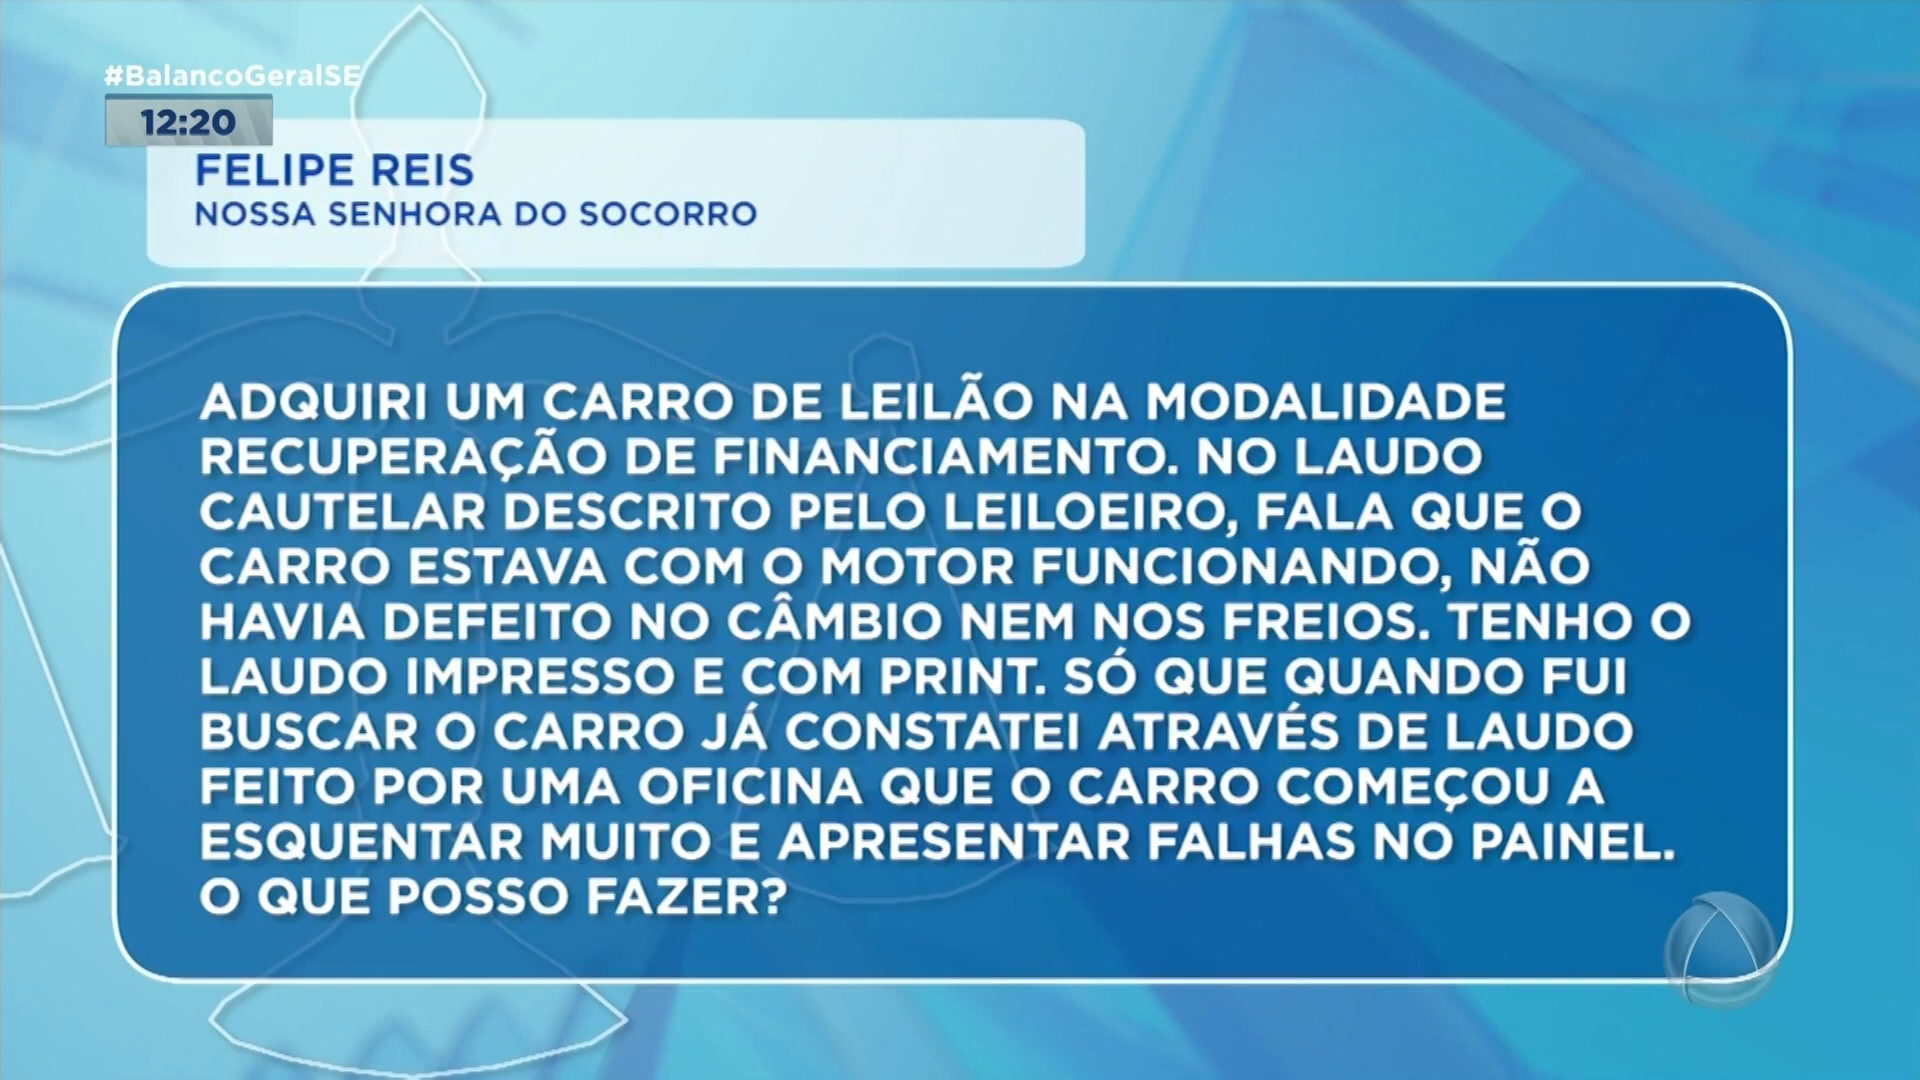 #BalancoGeralSE
12:20
FELIPE REIS
NOSSA SENHORA DO SOCORRO
ADQUIRI UM CARRO DE LEILÃO NA MODALIDADE
RECUPERAÇÃO DE FINANCIAMENTO. NO LAUDO
CAUTELAR DESCRITO PELO LEILOEIRO, FALA QUE O
CARRO ESTAVA COM O MOTOR FUNCIONANDO, NÃO
HAVIA DEFEITO NO CÂMBIO NEM NOS FREIOS. TENHO O
LAUDO IMPRESSO E COM PRINT. SÓ QUE QUANDO FUI
BUSCAR O CARRO JÁ CONSTATEI ATRAVÉS DE LAUDO
FEITO POR UMA OFICINA QUE O CARRO COMEÇOU A
ESQUENTAR MUITO E APRESENTAR FALHAS NO PAINEL.
O QUE POSSO FAZER?